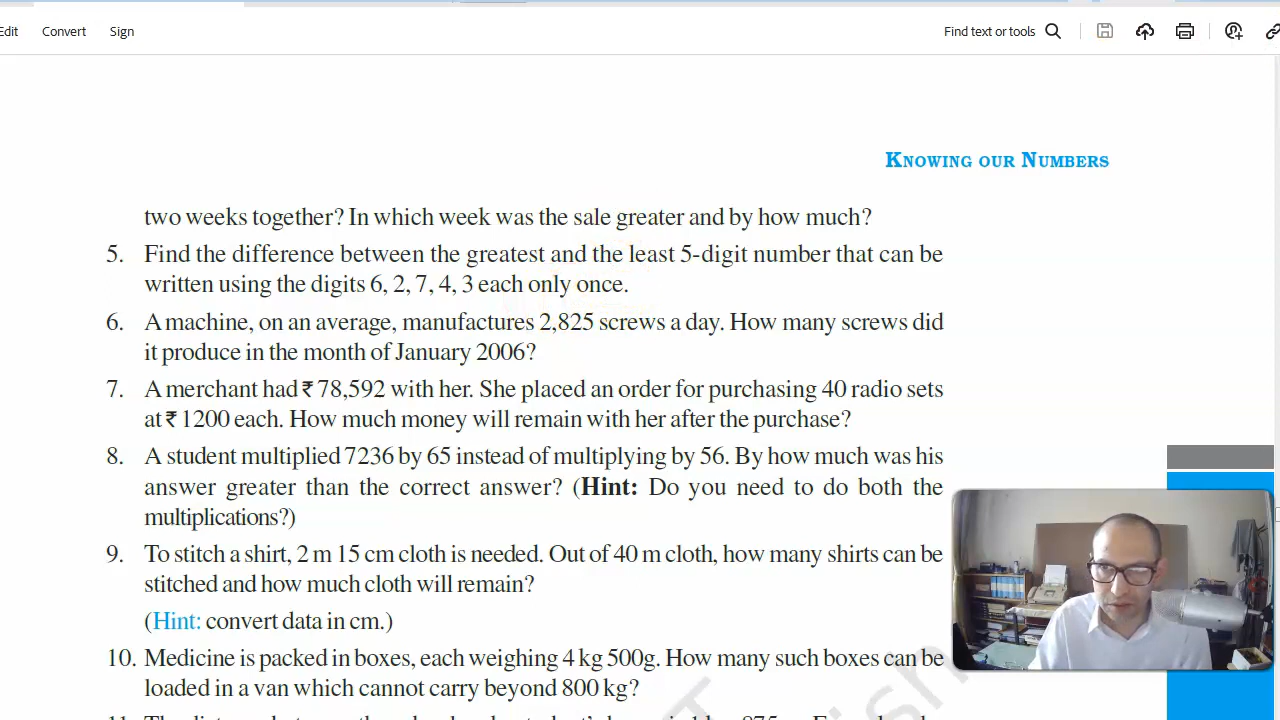 Edit Convert Sign Find text or tools
KNOWING OUR NUMBERS
two weeks together? In which week was the sale greater and by how much?
5. Find the difference between the greatest and the least 5-digit number that can be
written using the digits 6, 2, 7, 4, 3 each only once.
6. A machine, on an average, manufactures 2,825 screws a day. How many screws did
it produce in the month of January 2006?
7. A merchant had ₹ 78,592 with her. She placed an order for purchasing 40 radio sets
at ₹ 1200 each. How much money will remain with her after the purchase?
8. A student multiplied 7236 by 65 instead of multiplying by 56. By how much was his
answer greater than the correct answer? (Hint: Do you need to do both the
multiplications?)
9. To stitch a shirt, 2 m 15 cm cloth is needed. Out of 40 m cloth, how many shirts can be
stitched and how much cloth will remain?
(Hint: convert data in cm.)
10. Medicine is packed in boxes, each weighing 4 kg 500g. How many such boxes can be
loaded in a van which cannot carry beyond 800 kg?